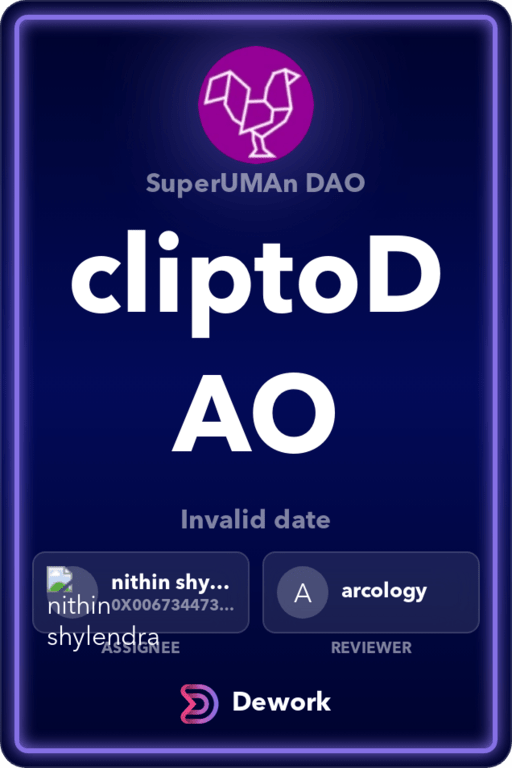 SuperUMAn DAO
cliptoD
AO
Invalid date
nithin shy...
0X006734473...
nithin
shylendra
ASSIGNEE
A
arcology
REVIEWER
Dework